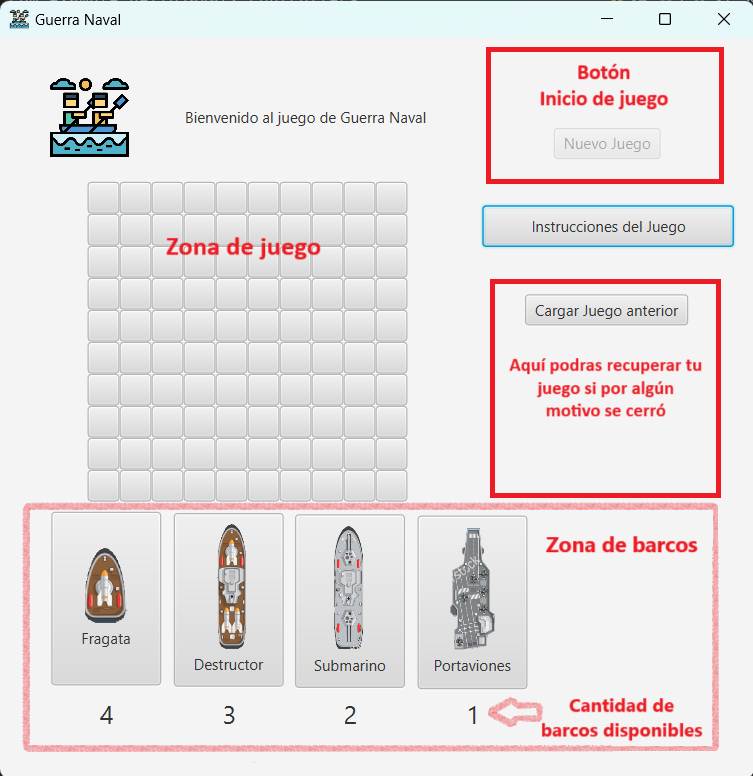 Guerra Naval
Bienvenido al juego de Guerra Naval
Botón
Inicio de juego
Nuevo Juego
Instrucciones del Juego
Zona de juego
Cargar Juego anterior
Aquí podras recuperar tu
juego si por algún
motivo se cerró
Zona de barcos
Fragata
Destructor
Submarino
Portaviones
4
3
2
1
Cantidad de
barcos disponibles